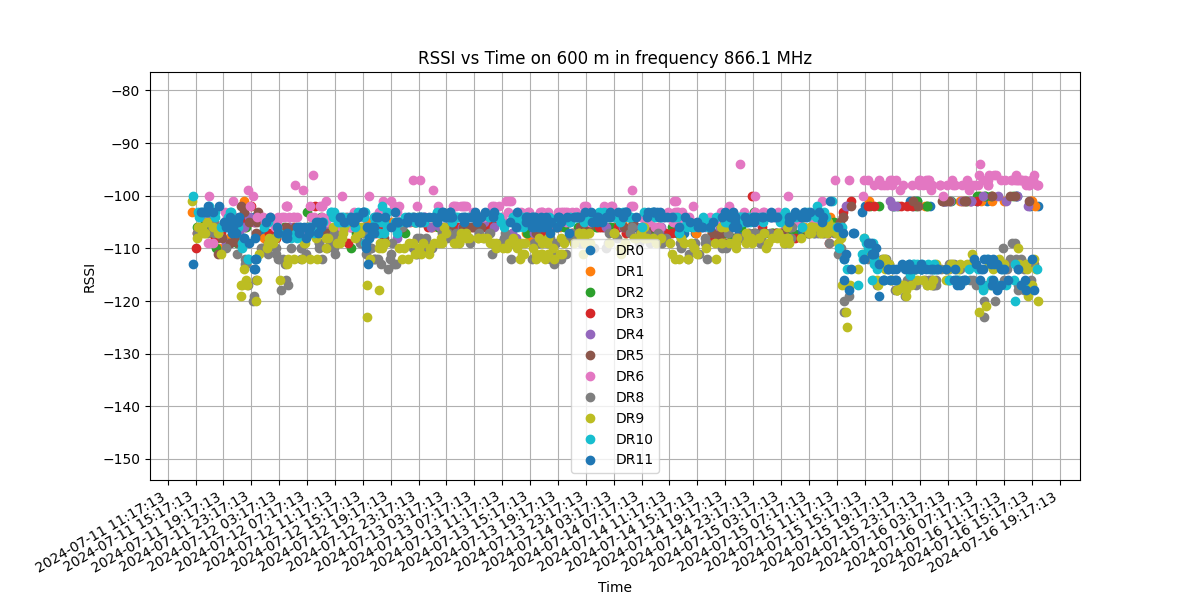 RSSI vs Time on 600 m in frequency 866.1 MHz
−80
−90
−100
−110
−120
−130
−140
−150
RSSI
DR0
DR1
DR2
DR3
DR4
DR5
DR6
DR8
DR9
DR10
DR11
2024-07-11 11:17:13
2024-07-11 15:17:13
2024-07-11 19:17:13
2024-07-11 23:17:13
2024-07-12 03:17:13
2024-07-12 07:17:13
2024-07-12 11:17:13
2024-07-12 15:17:13
2024-07-12 19:17:13
2024-07-12 23:17:13
2024-07-13 03:17:13
2024-07-13 07:17:13
2024-07-13 11:17:13
2024-07-13 15:17:13
2024-07-13 19:17:13
2024-07-13 23:17:13
2024-07-14 03:17:13
2024-07-14 07:17:13
2024-07-14 11:17:13
2024-07-14 15:17:13
2024-07-14 19:17:13
2024-07-14 23:17:13
2024-07-15 03:17:13
2024-07-15 07:17:13
2024-07-15 11:17:13
2024-07-15 15:17:13
2024-07-15 19:17:13
2024-07-15 23:17:13
2024-07-16 03:17:13
2024-07-16 07:17:13
2024-07-16 11:17:13
2024-07-16 15:17:13
2024-07-16 19:17:13
Time